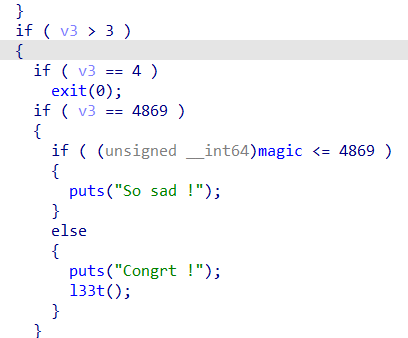 }
if ( v3 > 3 )
{
if ( v3 == 4 )
exit(0);
if ( v3 == 4869 )
{
if ( (unsigned __int64)magic <= 4869 )
{
puts("So sad !");
}
else
{
puts("Congrt !");
l33t();
}
}